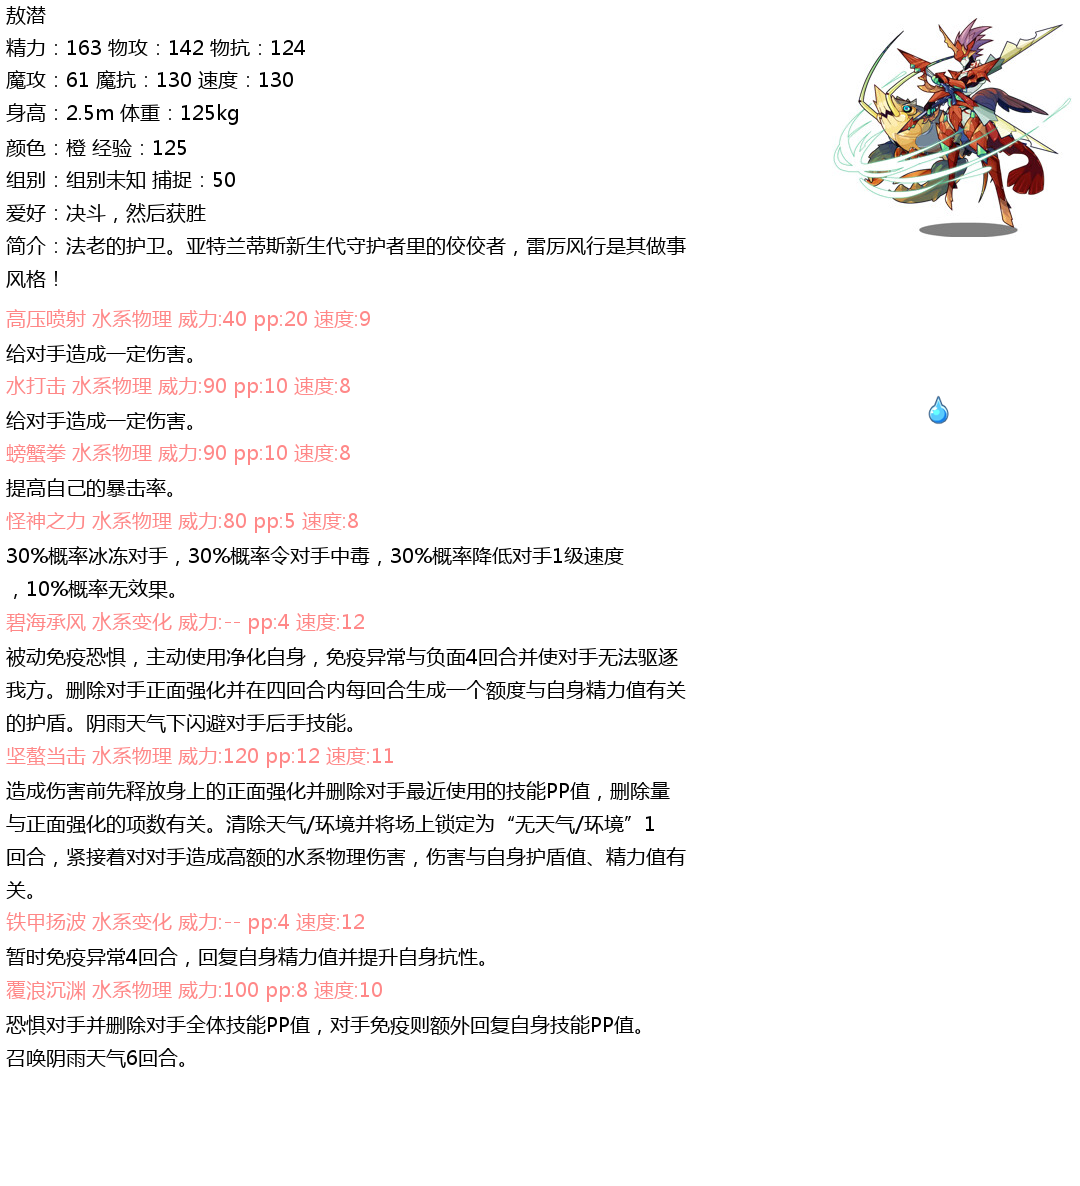 敖潜
精力：163 物攻：142 物抗：124
魔攻：61 魔抗：130 速度：130
身高：2.5m 体重：125kg
颜色：橙 经验：125
组别：组别未知 捕捉：50
爱好：决斗，然后获胜
简介：法老的护卫。亚特兰蒂斯新生代守护者里的佼佼者，雷厉风行是其做事
风格！
高压喷射 水系物理 威力:40 pp:20 速度:9
给对手造成一定伤害。
水打击 水系物理 威力:90 pp:10 速度:8
给对手造成一定伤害。
螃蟹拳 水系物理 威力:90 pp:10 速度:8
提高自己的暴击率。
怪神之力 水系物理 威力:80 pp:5 速度:8
30%概率冰冻对手，30%概率令对手中毒，30%概率降低对手1级速度
，10%概率无效果。
碧海承风 水系变化 威力:-- pp:4 速度:12
被动免疫恐惧，主动使用净化自身，免疫异常与负面4回合并使对手无法驱逐
我方。删除对手正面强化并在四回合内每回合生成一个额度与自身精力值有关
的护盾。阴雨天气下闪避对手后手技能。
坚螯当击 水系物理 威力:120 pp:12 速度:11
造成伤害前先释放身上的正面强化并删除对手最近使用的技能PP值，删除量
与正面强化的项数有关。清除天气/环境并将场上锁定为“无天气/环境”1
回合，紧接着对对手造成高额的水系物理伤害，伤害与自身护盾值、精力值有
关。
铁甲扬波 水系变化 威力:-- pp:4 速度:12
暂时免疫异常4回合，回复自身精力值并提升自身抗性。
覆浪沉渊 水系物理 威力:100 pp:8 速度:10
恐惧对手并删除对手全体技能PP值，对手免疫则额外回复自身技能PP值。
召唤阴雨天气6回合。